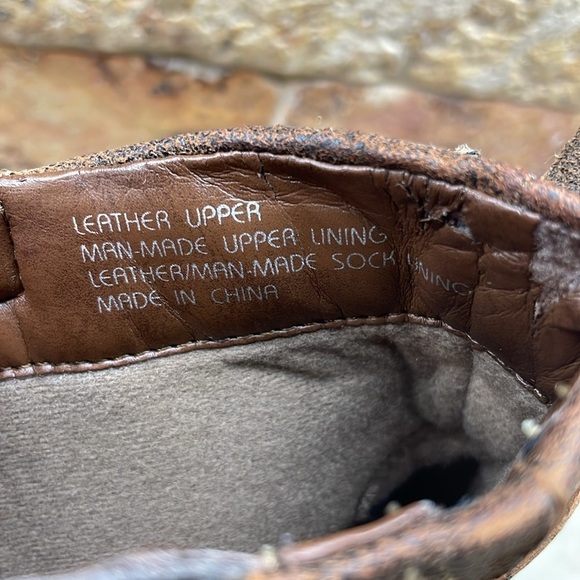 LEATHER UPPER
MAN-MADE UPPER LINING
LEATHER/MAN-MADE SOCK LINING
MADE IN CHINA